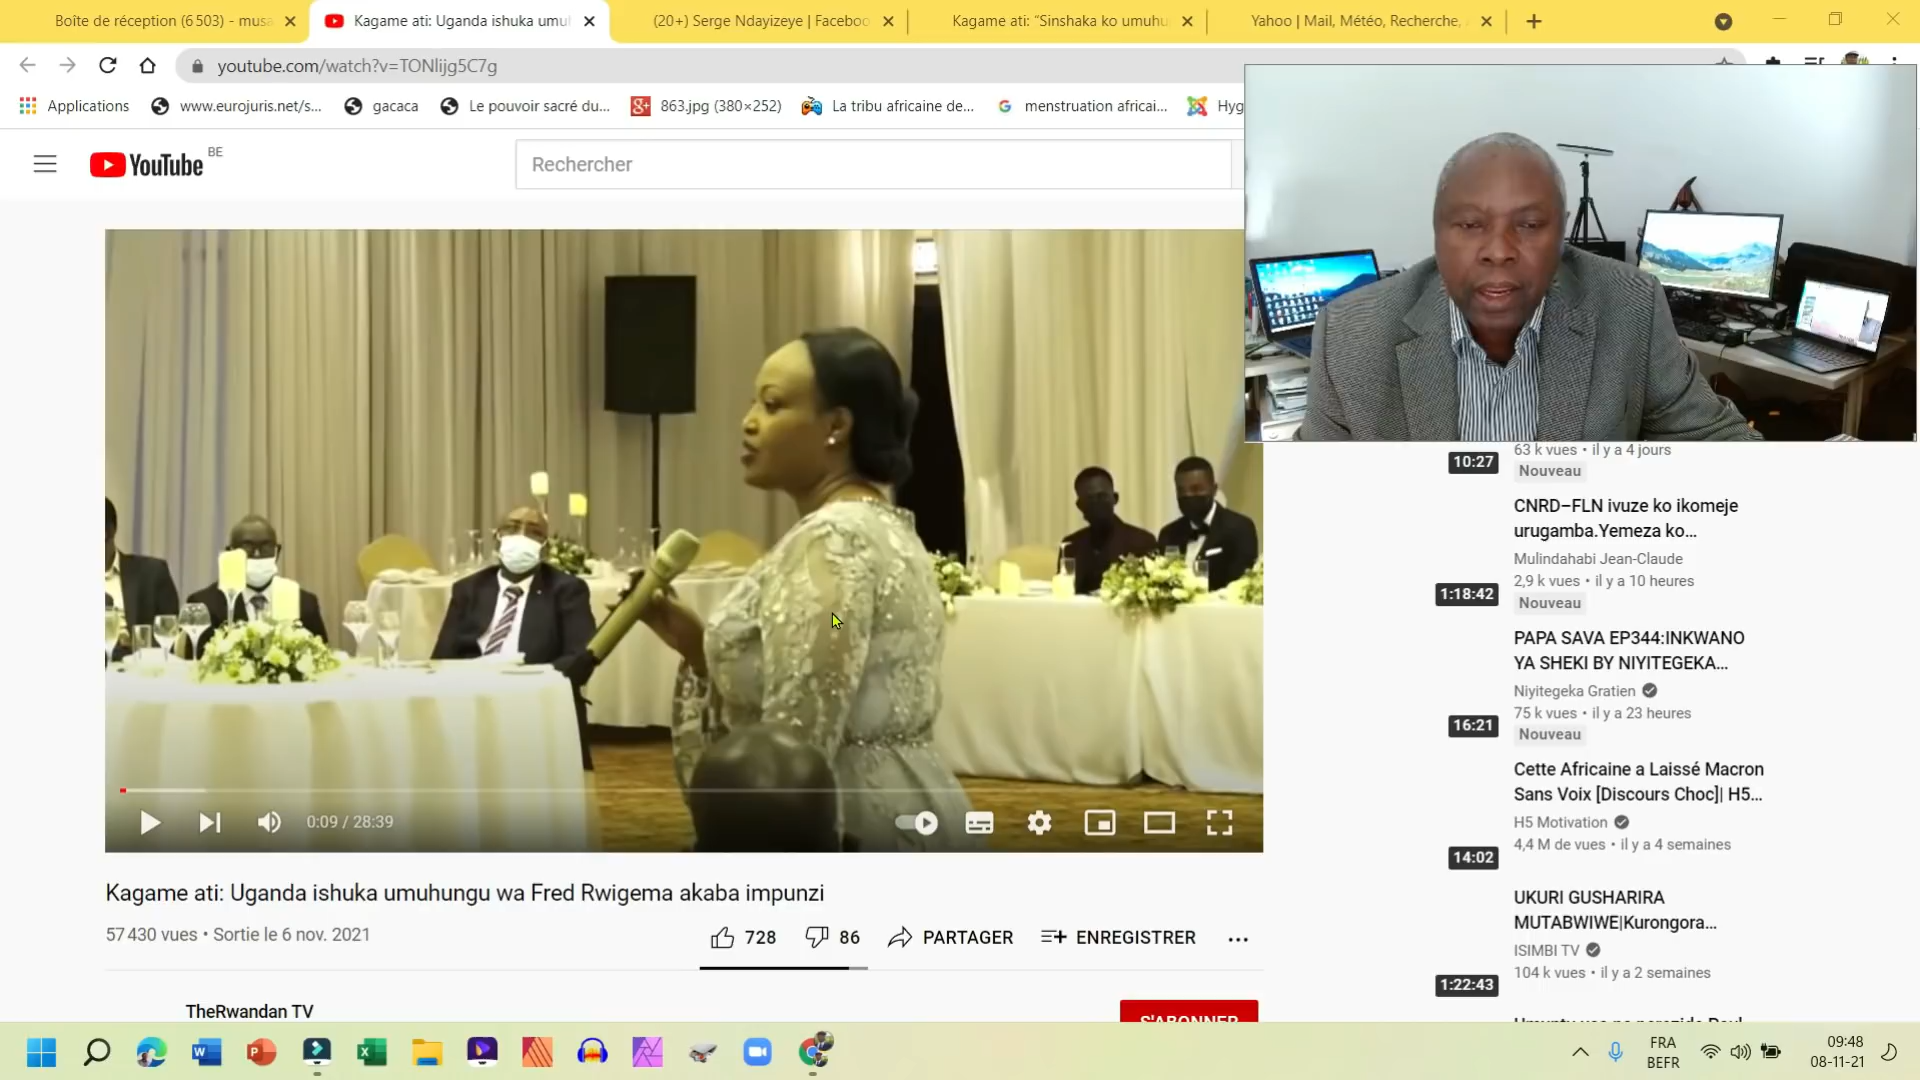 Boîte de réception (6 503) - musa
Kagame ati: Uganda ishuka umuh
(20+) Serge Ndayizeye | Faceboo
Kagame ati: "Sinshaka ko umuhu
Yahoo | Mail, Météo, Recherche,
youtube.com/watch?v=TONlijg5C7g
Applications
www.eurojuris.net/s...
gacaca
Le pouvoir sacré du...
863.jpg (380×252)
La tribu africaine de...
menstruation africai...
Hyg
YouTube BE
Rechercher
0:09 / 28:39
Kagame ati: Uganda ishuka umuhungu wa Fred Rwigema akaba impunzi
57 430 vues • Sortie le 6 nov. 2021
728
86
PARTAGER
ENREGISTRER
TheRwandan TV
S'ABONNER
10:27
63 k vues • il y a 4 jours
Nouveau
CNRD–FLN ivuze ko ikomeje
urugamba.Yemeza ko...
Mulindahabi Jean-Claude
2,9 k vues • il y a 10 heures
1:18:42
Nouveau
PAPA SAVA EP344:INKWANO
YA SHEKI BY NIYITEGEKA...
Niyitegeka Gratien
75 k vues • il y a 23 heures
16:21
Nouveau
Cette Africaine a Laissé Macron
Sans Voix [Discours Choc]| H5...
H5 Motivation
4,4 M de vues • il y a 4 semaines
14:02
UKURI GUSHARIRA
MUTABWIWE|Kurongora...
ISIMBI TV
104 k vues • il y a 2 semaines
1:22:43
FRA
BEFR
09:48
08-11-21